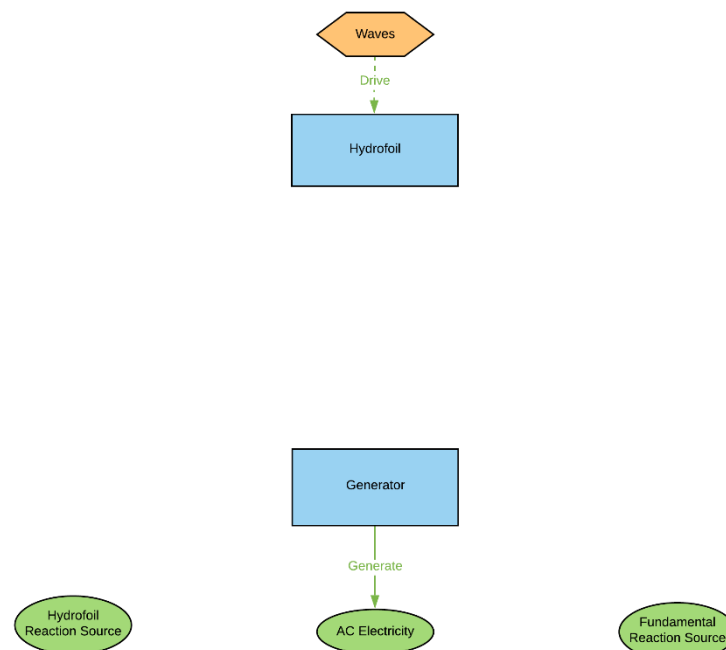 Waves
Drive
Hydrofoil
Generator
Generate
Hydrofoil
Reaction Source
AC Electricity
Fundamental
Reaction Source